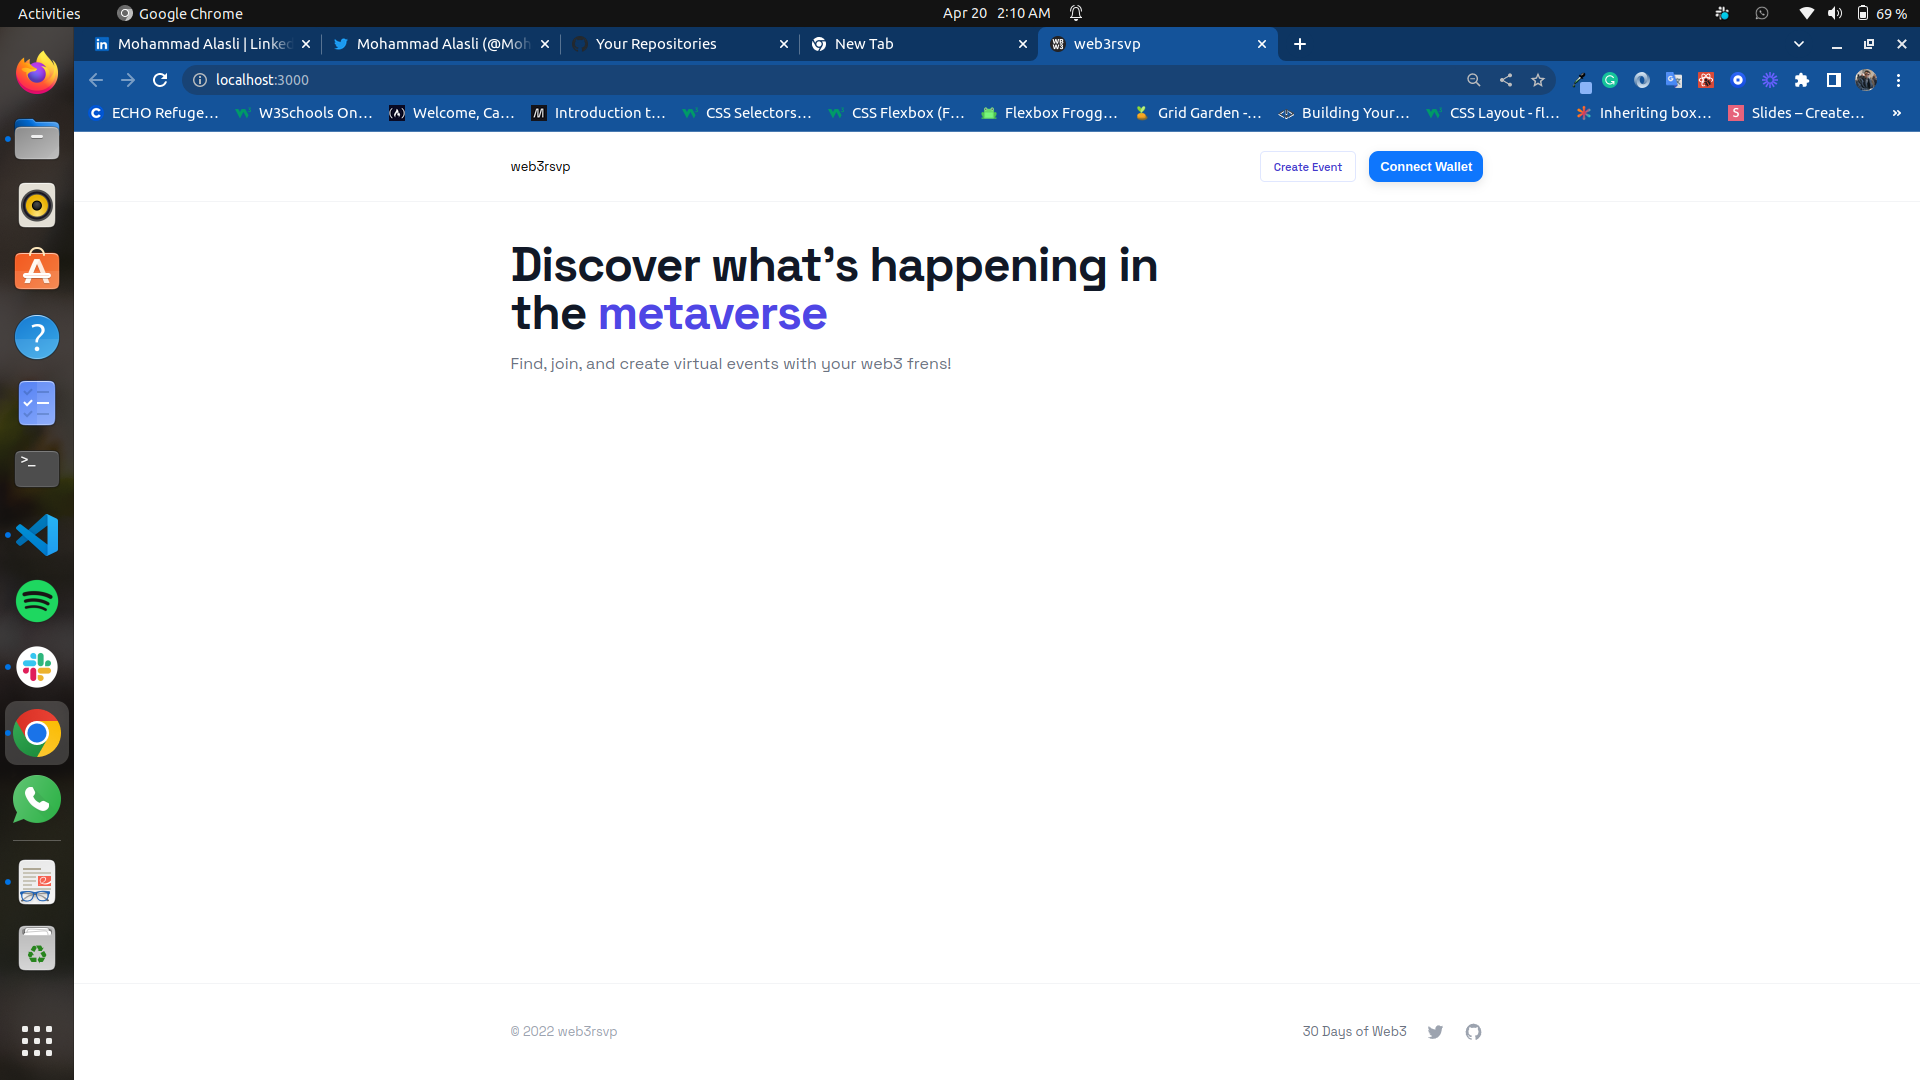 Activities
Google Chrome
Apr 20 2:10 AM
69 %
Mohammad Alasli | Linked
Mohammad Alasli (@Moh
Your Repositories
New Tab
web3rsvp
localhost:3000
ECHO Refuge...
W3Schools On...
Welcome, Ca...
Introduction t...
CSS Selectors...
CSS Flexbox (F...
Flexbox Frogg...
Grid Garden -...
Building Your...
CSS Layout - fl...
Inheriting box...
Slides – Create...
»
web3rsvp
Create Event
Connect Wallet
Discover what’s happening in
the metaverse
Find, join, and create virtual events with your web3 frens!
© 2022 web3rsvp
30 Days of Web3